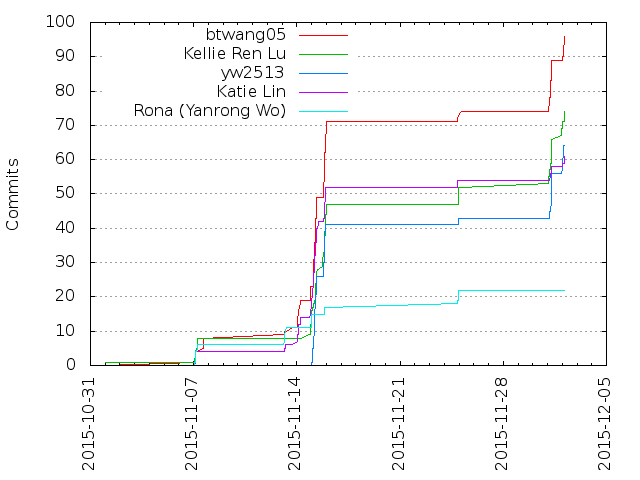 100
90
80
70
60
50
40
30
20
10
0
Commits
btwang05
Kellie Ren Lu
yw2513
Katie Lin
Rona (Yanrong Wo)
2015-10-31
2015-11-07
2015-11-14
2015-11-21
2015-11-28
2015-12-05